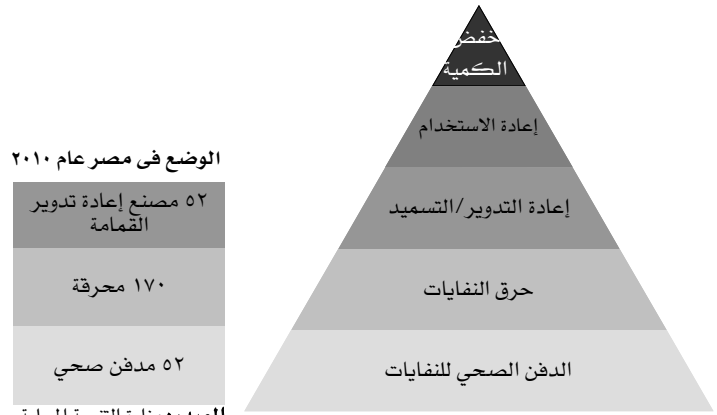 خفض
الكمية
إعادة الاستخدام
إعادة التدوير/التسميد
حرق النفايات
الدفن الصحي للنفايات
الوضع فى مصر عام ٢٠١٠
٥٢ مصنع إعادة تدوير
القمامة
١٧٠ محرقة
٥٢ مدفن صحي